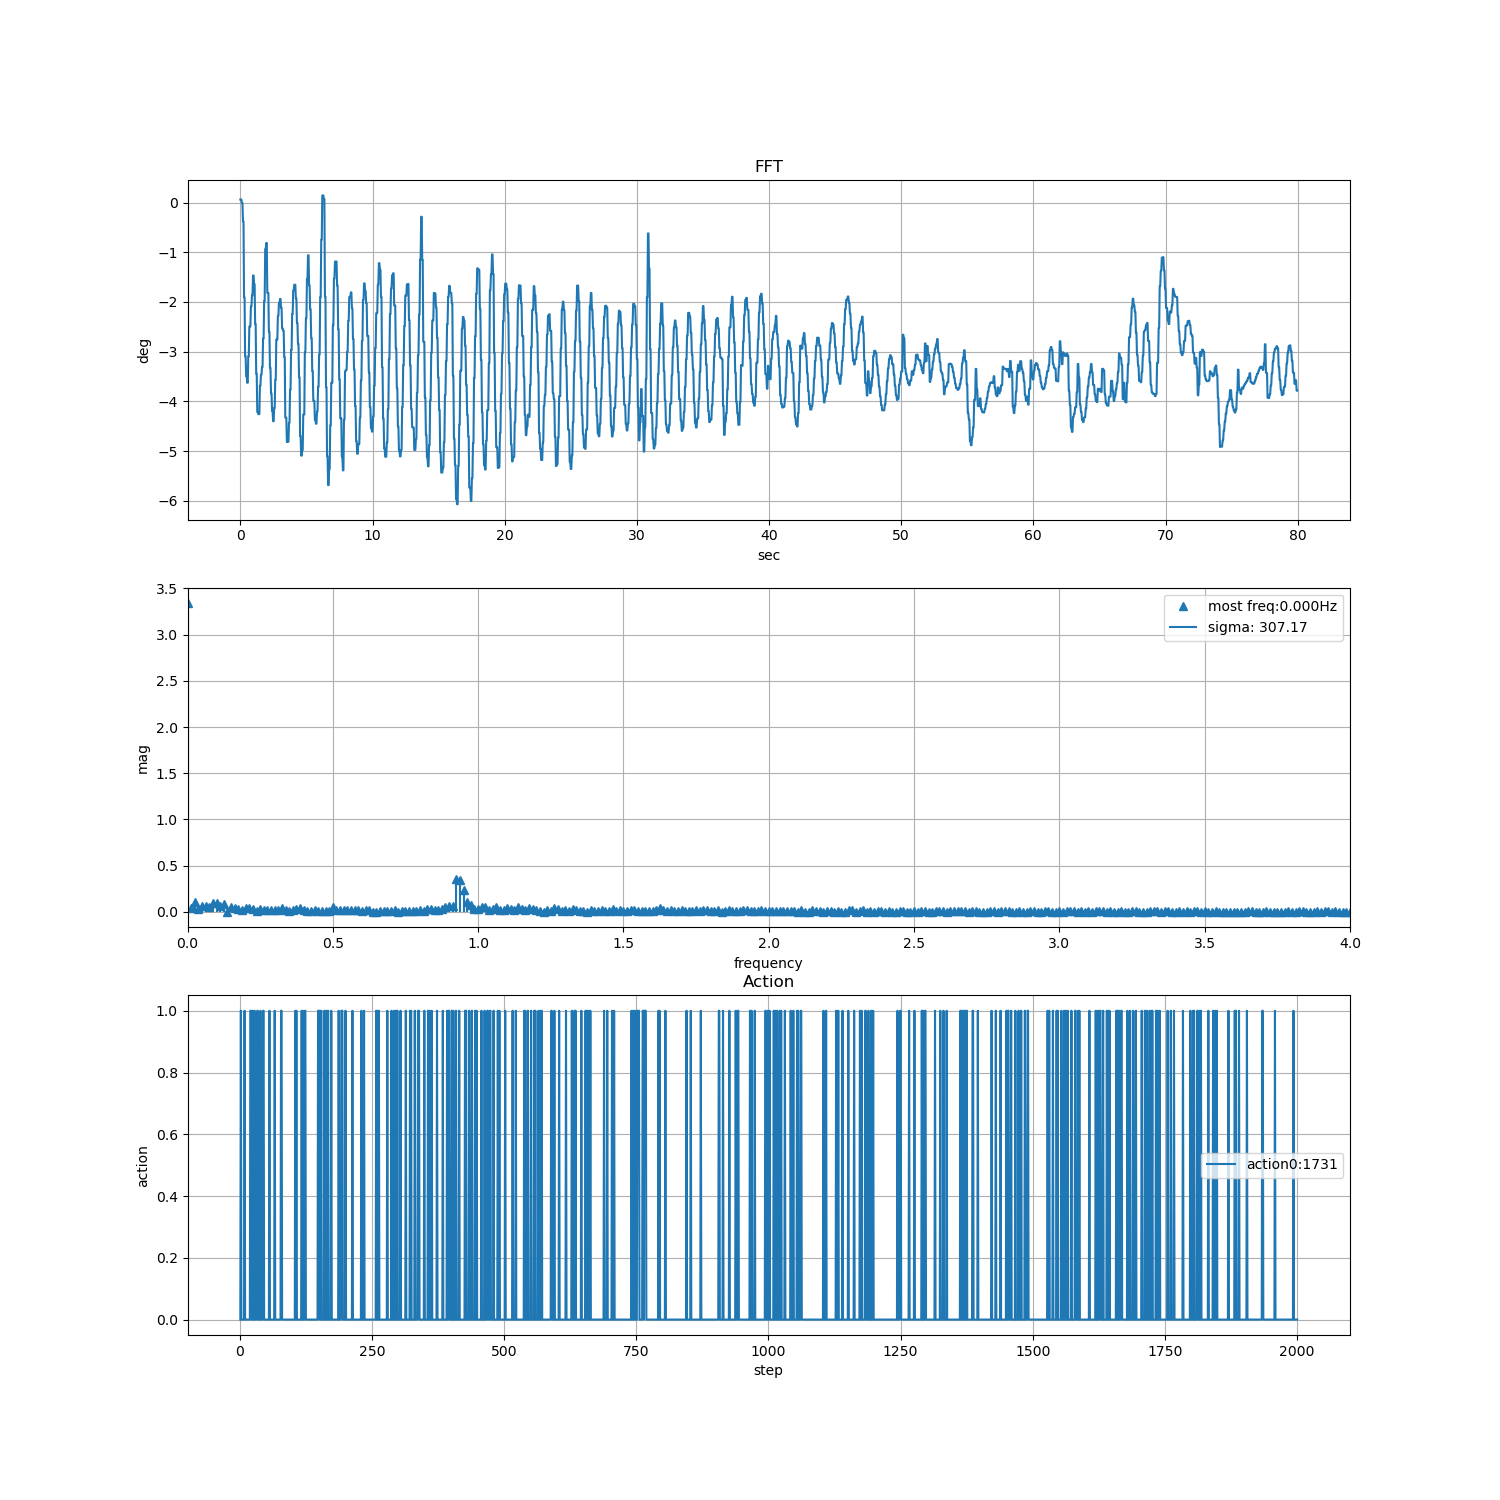 FFT
0
−1
−2
−3
−4
−5
−6
deg
0 10 20 30 40 50 60 70 80
sec
3.5
3.0
2.5
2.0
1.5
1.0
0.5
0.0
mag
most freq:0.000Hz
sigma: 307.17
0.0 0.5 1.0 1.5 2.0 2.5 3.0 3.5 4.0
frequency
Action
1.0
0.8
0.6
0.4
0.2
0.0
action
action0:1731
0 250 500 750 1000 1250 1500 1750 2000
step